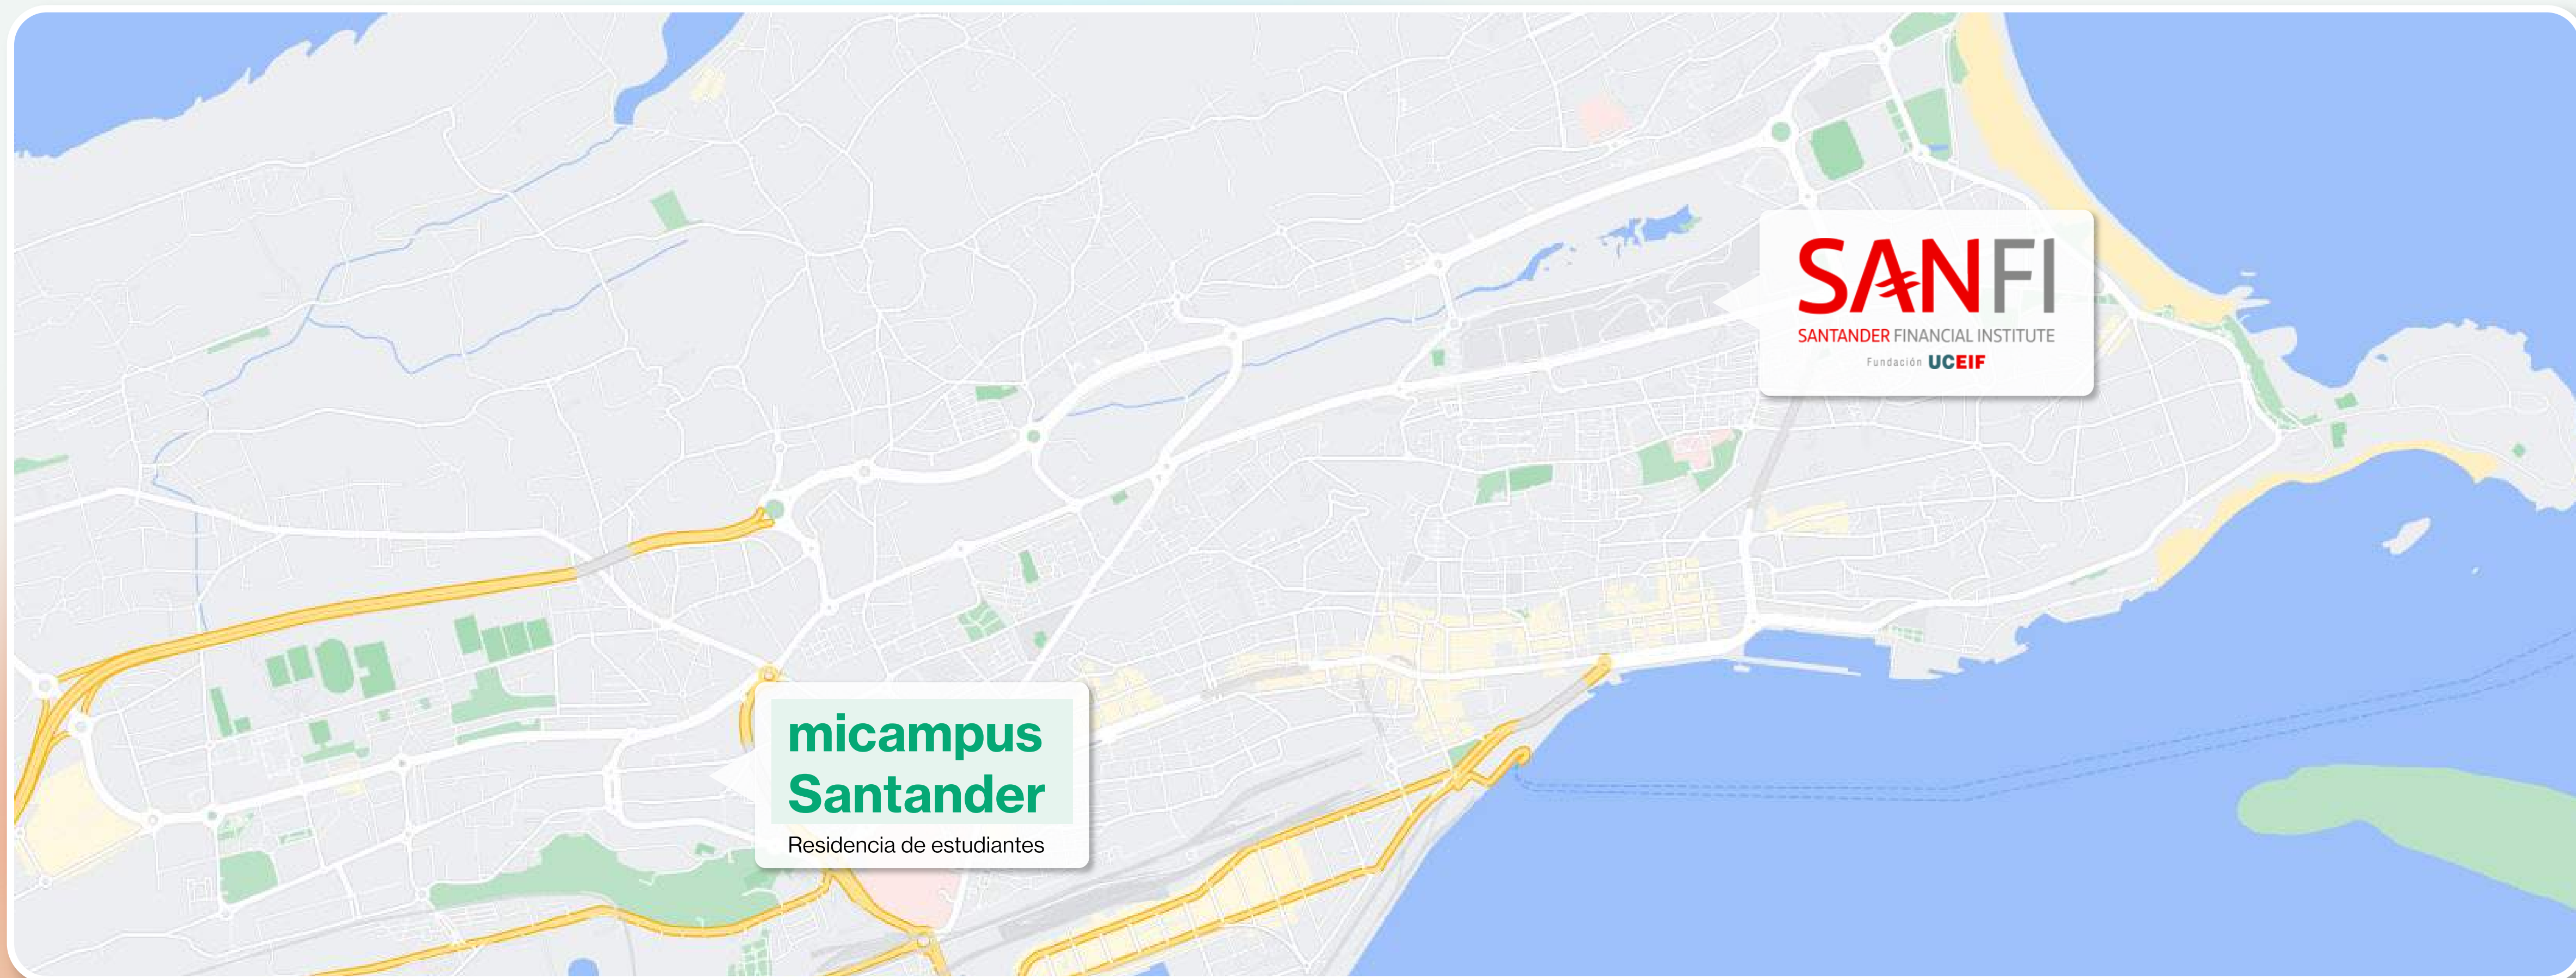 SANFI
SANTANDER FINANCIAL INSTITUTE
Fundación UCEIF
micampus
Santander
Residencia de estudiantes